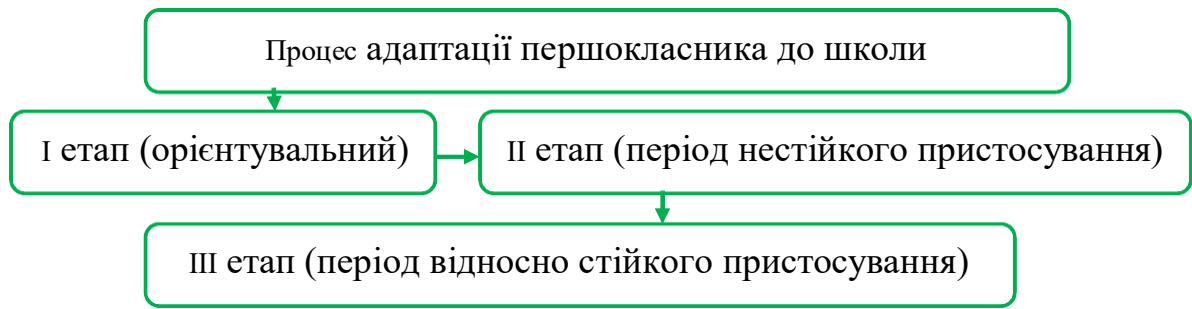 Процес адаптації першокласника до школи
І етап (орієнтувальний)
ІІ етап (період нестійкого пристосування)
ІІІ етап (період відносно стійкого пристосування)